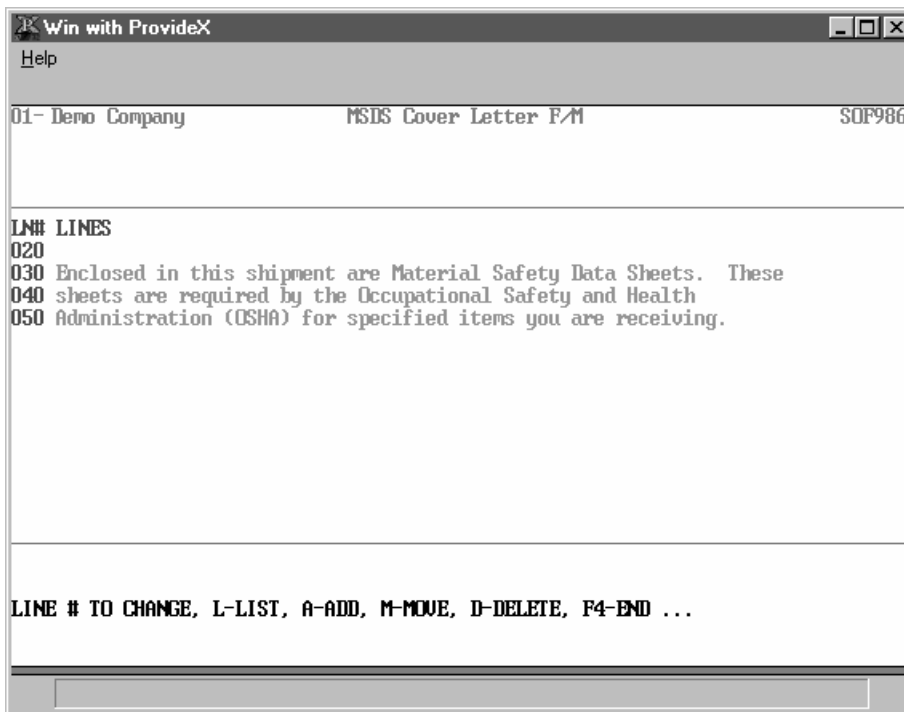 Win with ProvideX
Help
01- Demo Company MSDS Cover Letter F/M SOF986
LN# LINES
020
030 Enclosed in this shipment are Material Safety Data Sheets.  These
040 sheets are required by the Occupational Safety and Health
050 Administration (OSHA) for specified items you are receiving.
LINE # TO CHANGE, L-LIST, A-ADD, M-MOVE, D-DELETE, F4-END ...